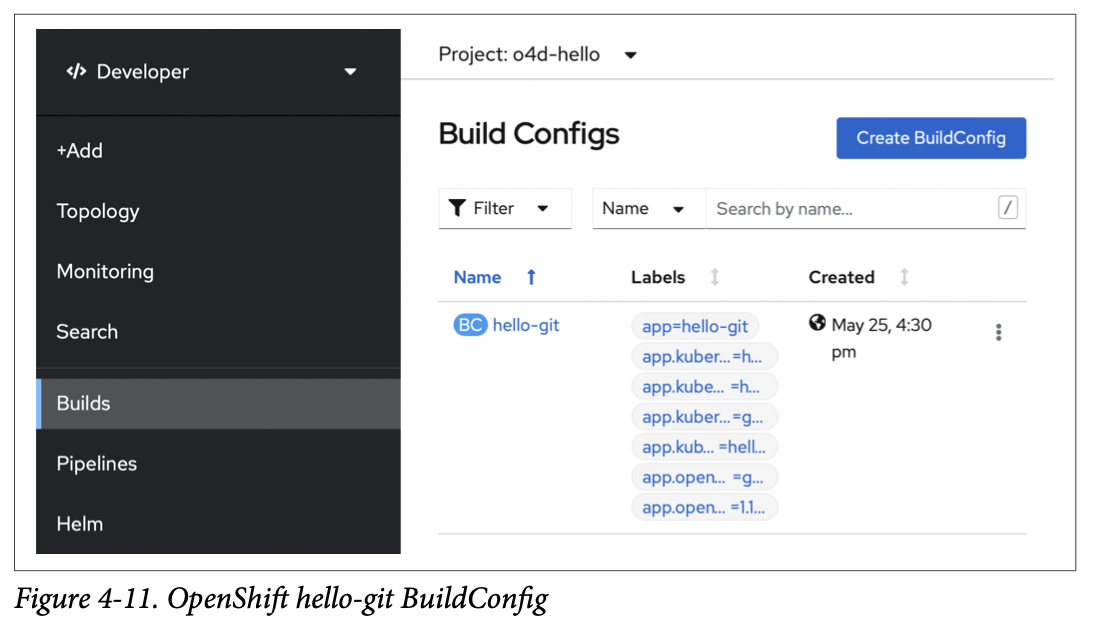 </> Developer
+Add
Topology
Monitoring
Search
Builds
Pipelines
Helm
Project: o4d-hello
Build Configs
Create BuildConfig
Filter
Name
Search by name...
/
Name Labels Created
BC hello-git
app=hello-git
app.kuber...=h...
app.kube... =h...
app.kuber...=g...
app.kub... =hell...
app.open... =g...
app.open... =1.1...
May 25, 4:30
pm
Figure 4-11. OpenShift hello-git BuildConfig